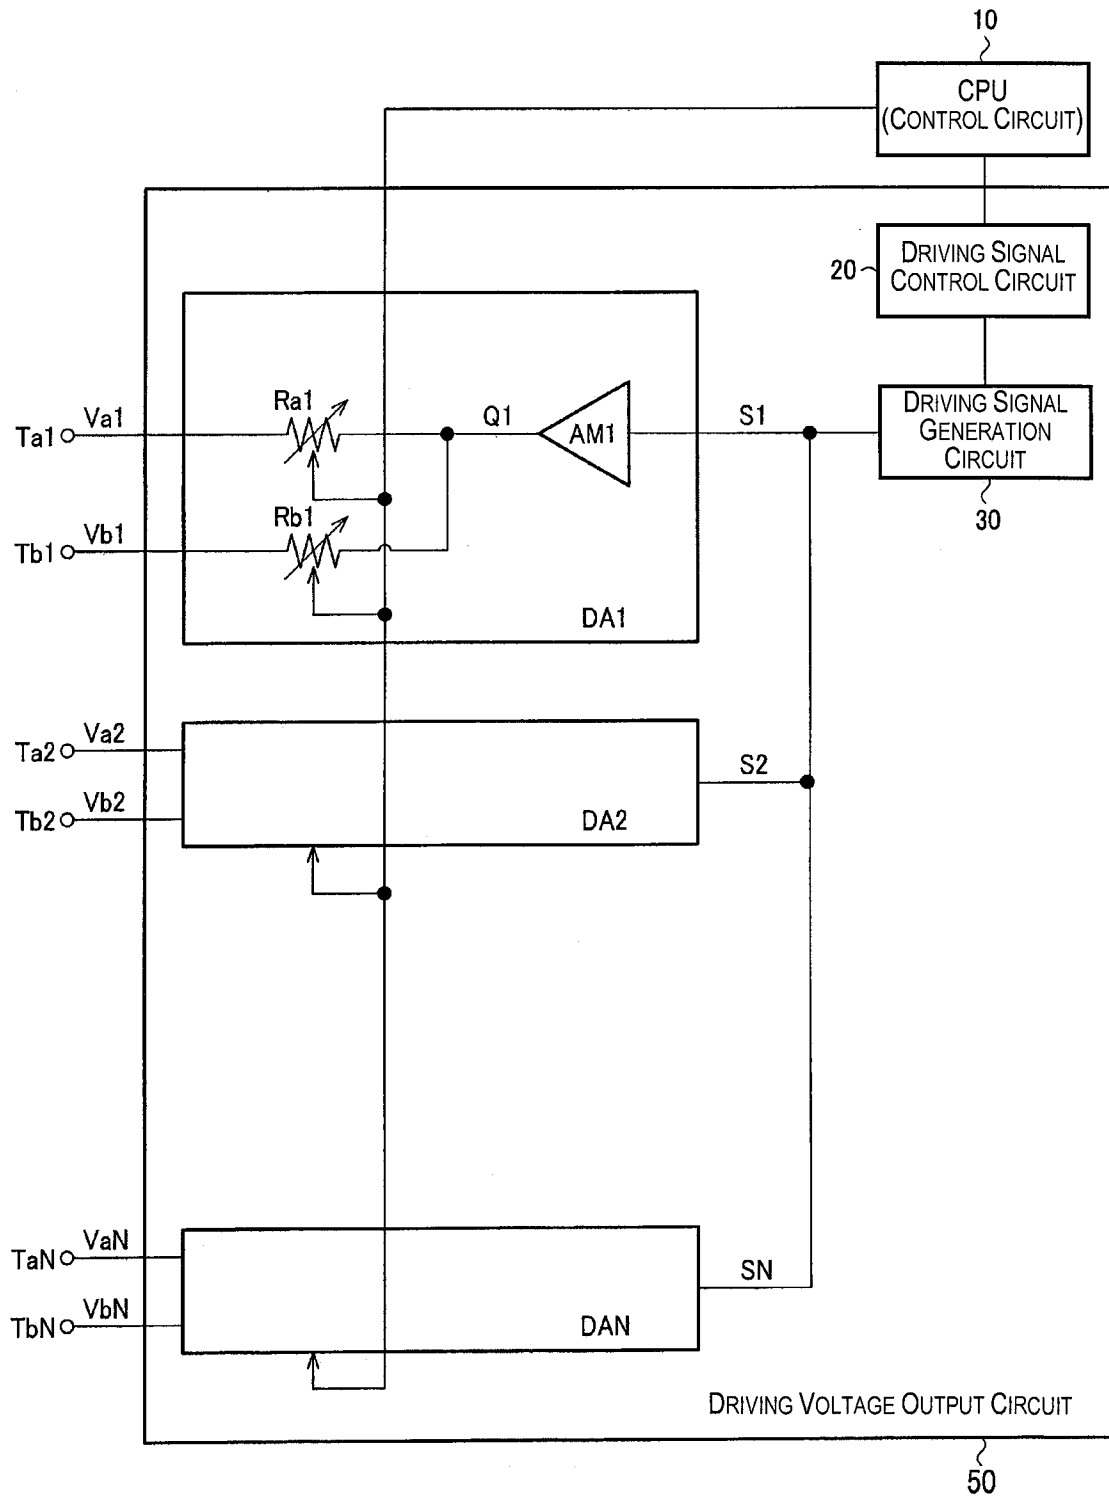 10
CPU
(CONTROL CIRCUIT)
DRIVING SIGNAL
CONTROL CIRCUIT
20
DRIVING SIGNAL
GENERATION
CIRCUIT
30
Ta1
Va1
Ra1
Q1
AM1
S1
Tb1
Vb1
Rb1
DA1
Ta2
Va2
S2
Tb2
Vb2
DA2
TaN
VaN
SN
TbN
VbN
DAN
DRIVING VOLTAGE OUTPUT CIRCUIT
50